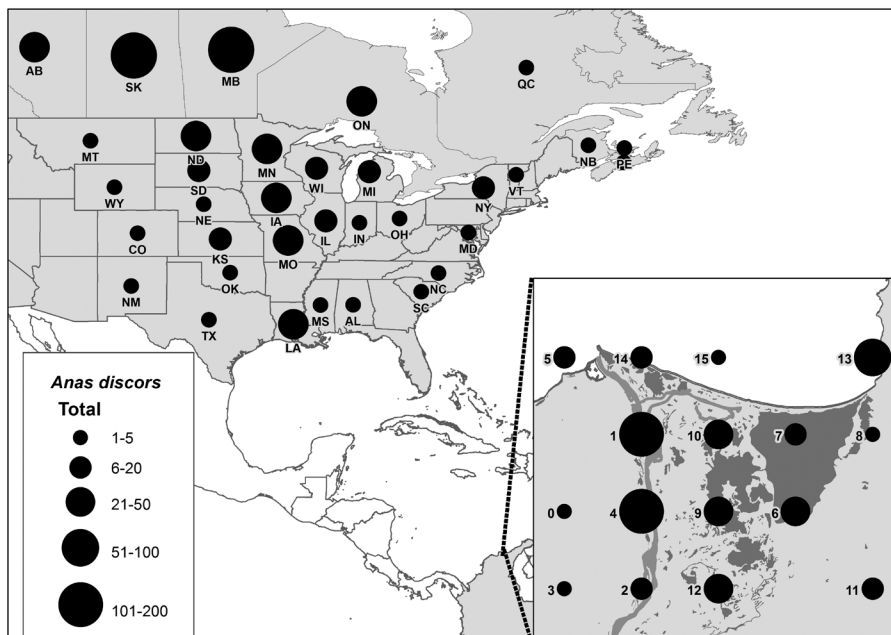 AB
SK
MB
QC
ON
MT
ND
MN
WI
MI
NB
PE
WY
SD
NE
IA
NY
VT
CO
KS
IL
IN
OH
MD
MO
NM
OK
NC
SC
TX
LA
MS
AL
Anas discors
Total
1-5
6-20
21-50
51-100
101-200
5
14
15
13
1
10
7
8
0
4
9
6
3
2
12
11